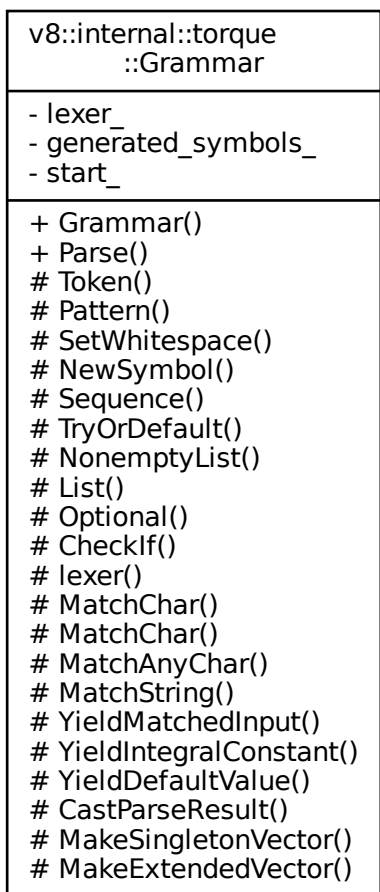 v8::internal::torque
::Grammar
- lexer_
- generated_symbols_
- start_
+ Grammar()
+ Parse()
# Token()
# Pattern()
# SetWhitespace()
# NewSymbol()
# Sequence()
# TryOrDefault()
# NonemptyList()
# List()
# Optional()
# CheckIf()
# lexer()
# MatchChar()
# MatchChar()
# MatchAnyChar()
# MatchString()
# YieldMatchedInput()
# YieldIntegralConstant()
# YieldDefaultValue()
# CastParseResult()
# MakeSingletonVector()
# MakeExtendedVector()